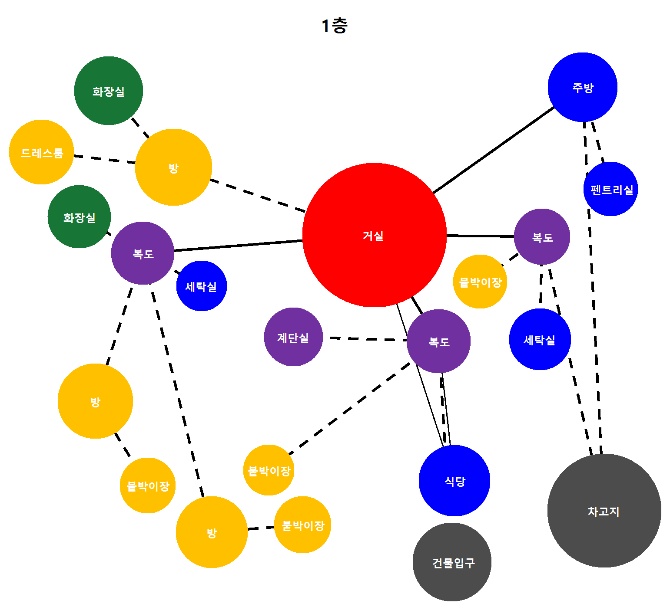 1층
화장실
주방
드레스룸
방
펜트리실
화장실
거실
복도
복도
세탁실
붙박이장
계단실
복도
세탁실
방
붙박이장
붙박이장
식당
차고지
붙박이장
방
건물입구